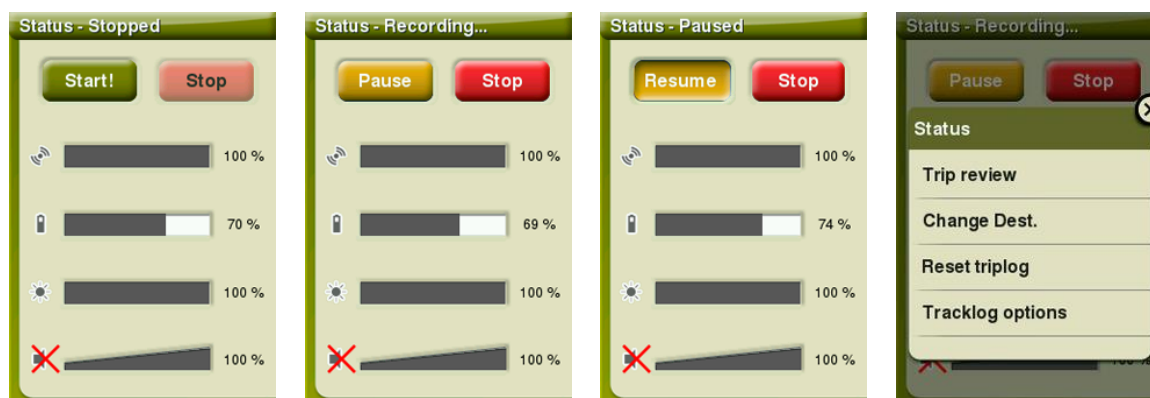 Status - Stopped
Start! Stop
100 %
70 %
100 %
100 %
Status - Recording...
Pause Stop
100 %
69 %
100 %
100 %
Status - Paused
Resume Stop
100 %
74 %
100 %
100 %
Status - Recording...
Pause Stop
Status
Trip review
Change Dest.
Reset triplog
Tracklog options